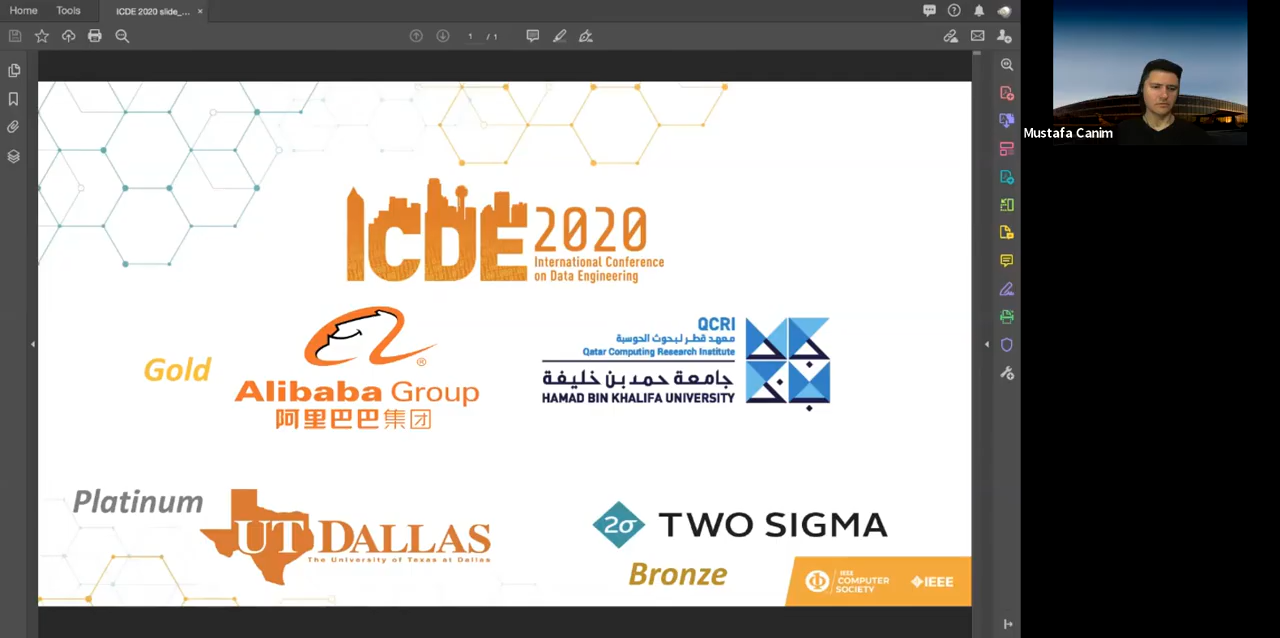 Home
Tools
ICDE 2020 slide_...
×
1
/ 1
Mustafa Canim
ICDE 2020
International Conference
on Data Engineering
Gold
Alibaba Group
阿里巴巴集团
QCRI
معهد قطر لبحوث الحوسبة
Qatar Computing Research Institute
جامعة حمد بن خليفة
HAMAD BIN KHALIFA UNIVERSITY
Platinum
UT DALLAS
The University of Texas at Dallas
2σ TWO SIGMA
Bronze
IEEE
COMPUTER
SOCIETY
IEEE